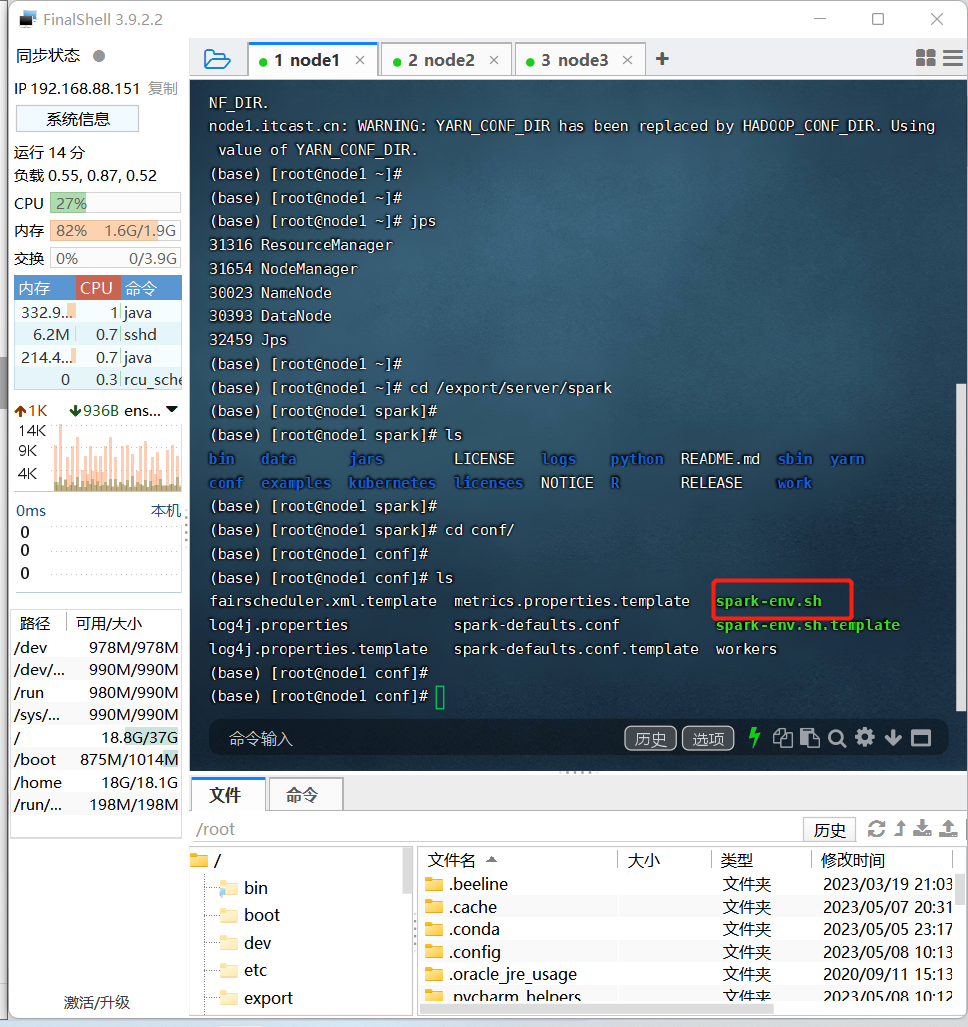 FinalShell 3.9.2.2
同步状态
1 node1
2 node2
3 node3
IP 192.168.88.151 复制
系统信息
运行 14 分
负载 0.55, 0.87, 0.52
CPU 27%
内存 82% 1.6G/1.9G
交换 0% 0/3.9G
内存 CPU 命令
332.9... 1 java
6.2M 0.7 sshd
214.4... 0.7 java
0 0.3 rcu_sche
1K 936B ens...
14K
9K
4K
0ms 本机
0
0
0
路径 可用/大小
/dev 978M/978M
/dev/... 990M/990M
/run 980M/990M
/sys/... 990M/990M
/ 18.8G/37G
/boot 875M/1014M
/home 18G/18.1G
/run/... 198M/198M
激活/升级
NF_DIR.
node1.itcast.cn: WARNING: YARN_CONF_DIR has been replaced by HADOOP_CONF_DIR. Using
value of YARN_CONF_DIR.
(base) [root@node1 ~]#
(base) [root@node1 ~]#
(base) [root@node1 ~]# jps
31316 ResourceManager
31654 NodeManager
30023 NameNode
30393 DataNode
32459 Jps
(base) [root@node1 ~]#
(base) [root@node1 ~]# cd /export/server/spark
(base) [root@node1 spark]#
(base) [root@node1 spark]# ls
bin data jars LICENSE logs python README.md sbin yarn
conf examples kubernetes licenses NOTICE R RELEASE work
(base) [root@node1 spark]#
(base) [root@node1 spark]# cd conf/
(base) [root@node1 conf]#
(base) [root@node1 conf]# ls
fairscheduler.xml.template metrics.properties.template spark-env.sh
log4j.properties spark-defaults.conf spark-env.sh.template
log4j.properties.template spark-defaults.conf.template workers
(base) [root@node1 conf]#
(base) [root@node1 conf]#
命令输入 历史 选项
文件 命令
/root 历史
/
bin
boot
dev
etc
export
文件名 大小 类型 修改时间
.beeline 文件夹 2023/03/19 21:03
.cache 文件夹 2023/05/07 20:31
.conda 文件夹 2023/05/05 23:17
.config 文件夹 2023/05/08 10:13
.oracle_jre_usage 文件夹 2020/09/11 15:13
.pycharm_helpers 文件夹 2023/05/08 10:12